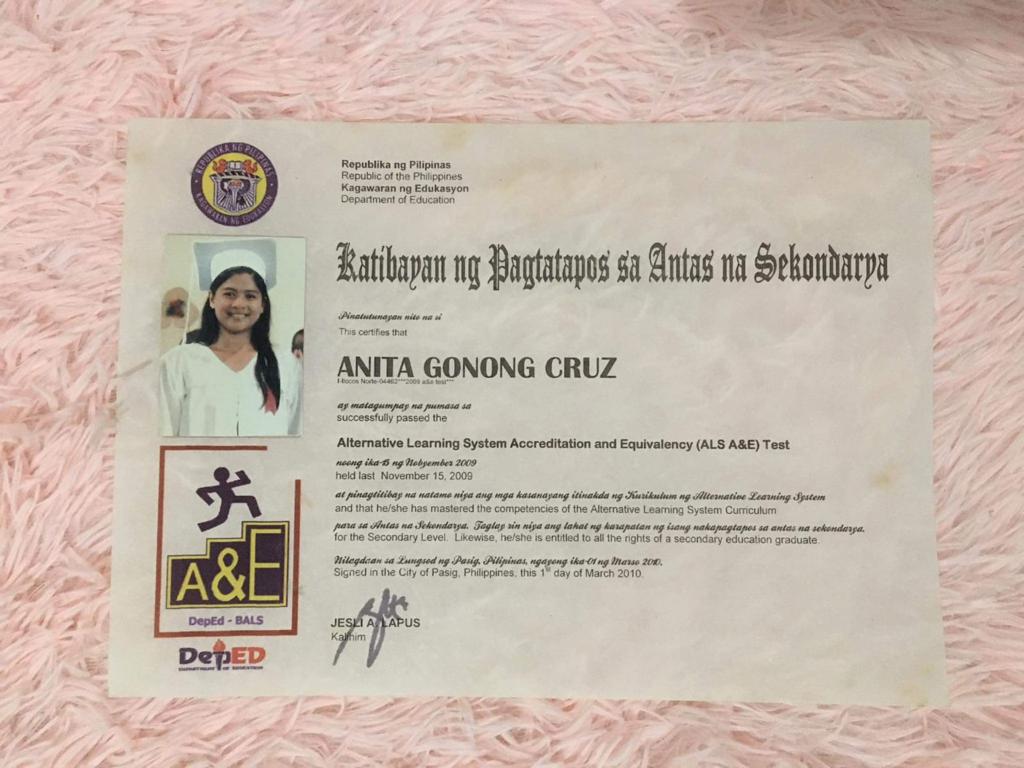 REPUBLIKA NG PILIPINAS
KAGAWARAN NG EDUKASYON
Republika ng Pilipinas
Republic of the Philippines
Kagawaran ng Edukasyon
Department of Education
Katibayan ng Pagtatapos sa Antas na Sekondarya
Pinatutunayan nito na si
This certifies that
ANITA GONONG CRUZ
ay matagumpay na pumasa sa
successfully passed the
Alternative Learning System Accreditation and Equivalency (ALS A&E) Test
noong ika-15 ng Nobyember 2009
held last November 15, 2009
at pinagtitibay na natamo niya ang mga kasanayang itinakda ng Kurikulum ng Alternative Learning System
and that he/she has mastered the competencies of the Alternative Learning System Curriculum
para sa Antas na Sekondarya. Taglay rin niya ang lahat ng karapatan ng isang nakapagtapos sa antas na sekondarya.
for the Secondary Level. Likewise, he/she is entitled to all the rights of a secondary education graduate.
Nilagdaan sa Lungsod ng Pasig, Pilipinas, ngayong ika-01 ng Marso 2010.
Signed in the City of Pasig, Philippines, this 1st day of March 2010.
JESLI A. LAPUS
Kalihim
A&E
DepEd - BALS
DepED
DEPARTMENT OF EDUCATION